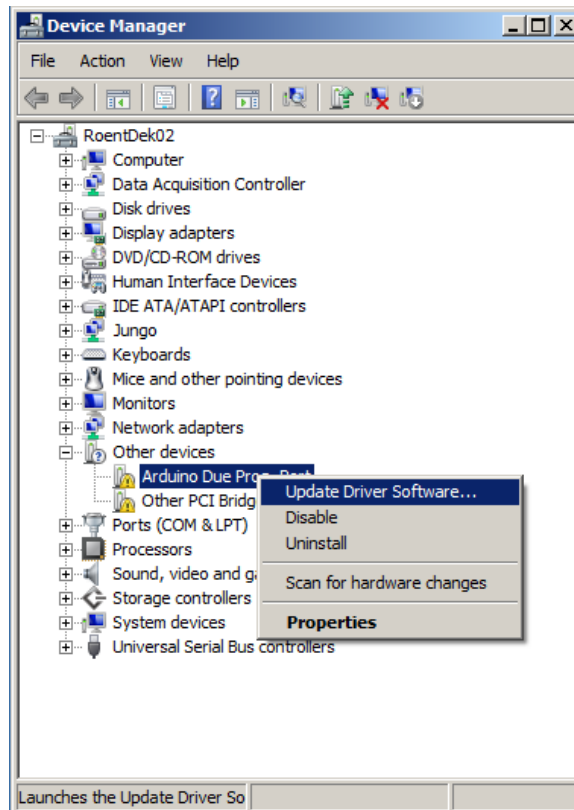 Device Manager
File Action View Help
RoentDek02
Computer
Data Acquisition Controller
Disk drives
Display adapters
DVD/CD-ROM drives
Human Interface Devices
IDE ATA/ATAPI controllers
Jungo
Keyboards
Mice and other pointing devices
Monitors
Network adapters
Other devices
Arduino Due
Other PCI Bridg
Ports (COM & LPT)
Processors
Sound, video and ga
Storage controllers
System devices
Universal Serial Bus controllers
Update Driver Software...
Disable
Uninstall
Scan for hardware changes
Properties
Launches the Update Driver So